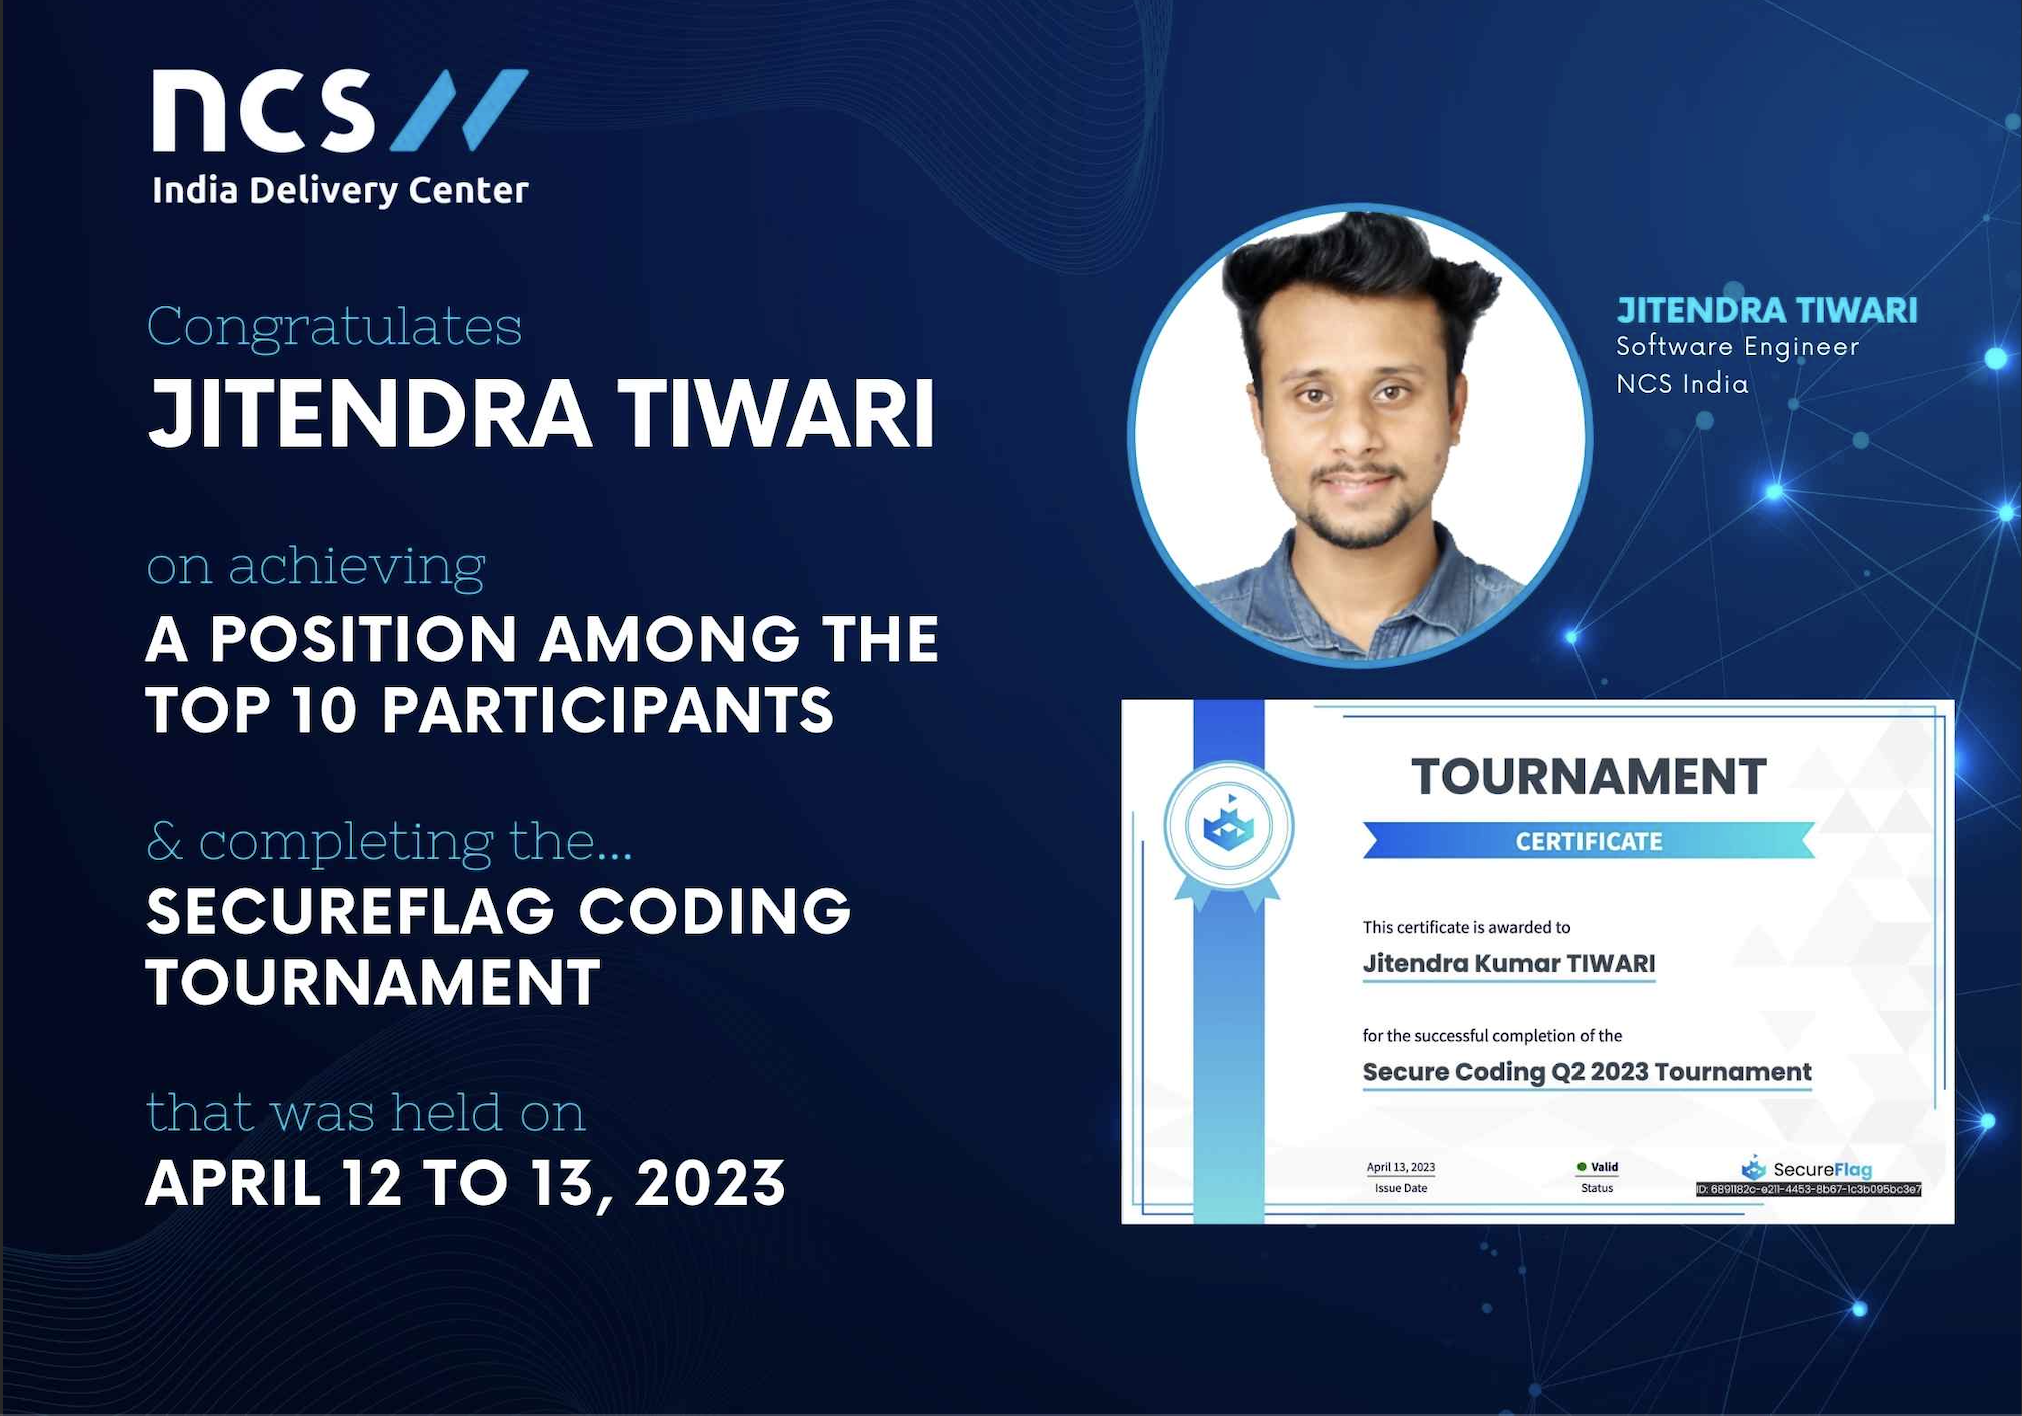 ncs
India Delivery Center
Congratulates
JITENDRA TIWARI
on achieving
A POSITION AMONG THE
TOP 10 PARTICIPANTS
& completing the...
SECUREFLAG CODING
TOURNAMENT
that was held on
APRIL 12 TO 13, 2023
JITENDRA TIWARI
Software Engineer
NCS India
TOURNAMENT
CERTIFICATE
This certificate is awarded to
Jitendra Kumar TIWARI
for the successful completion of the
Secure Coding Q2 2023 Tournament
April 13, 2023
Issue Date
Valid
Status
SecureFlag
ID: 6891182c-e211-4453-8b67-1c3b095bc3e7